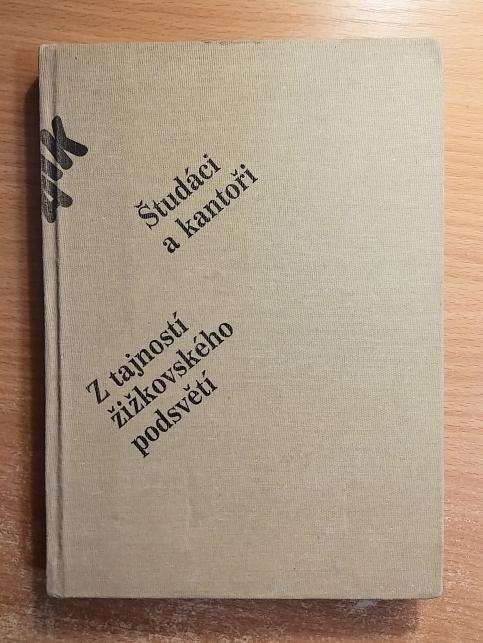 Študáci
a kantoři
Z tajností
žižkovského
podsvětí